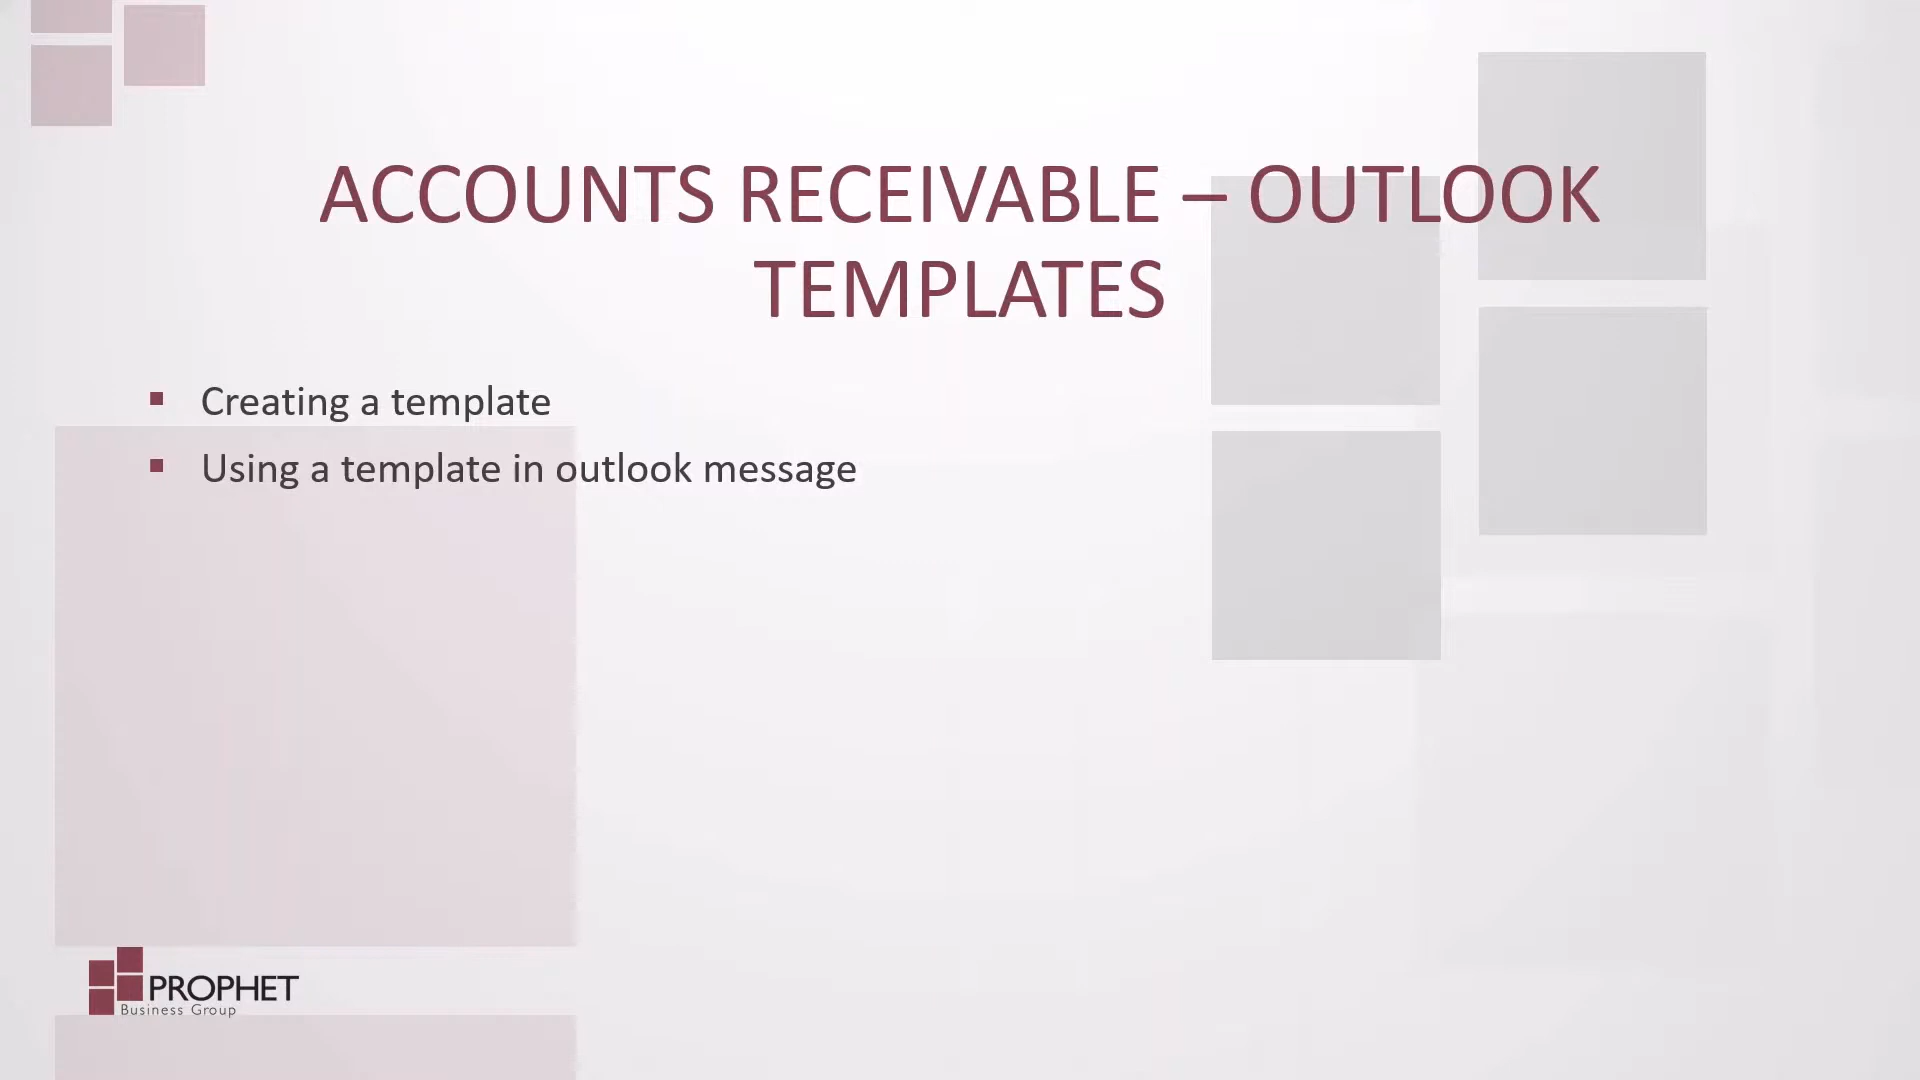 ACCOUNTS RECEIVABLE – OUTLOOK
TEMPLATES
Creating a template
Using a template in outlook message
PROPHET
Business Group